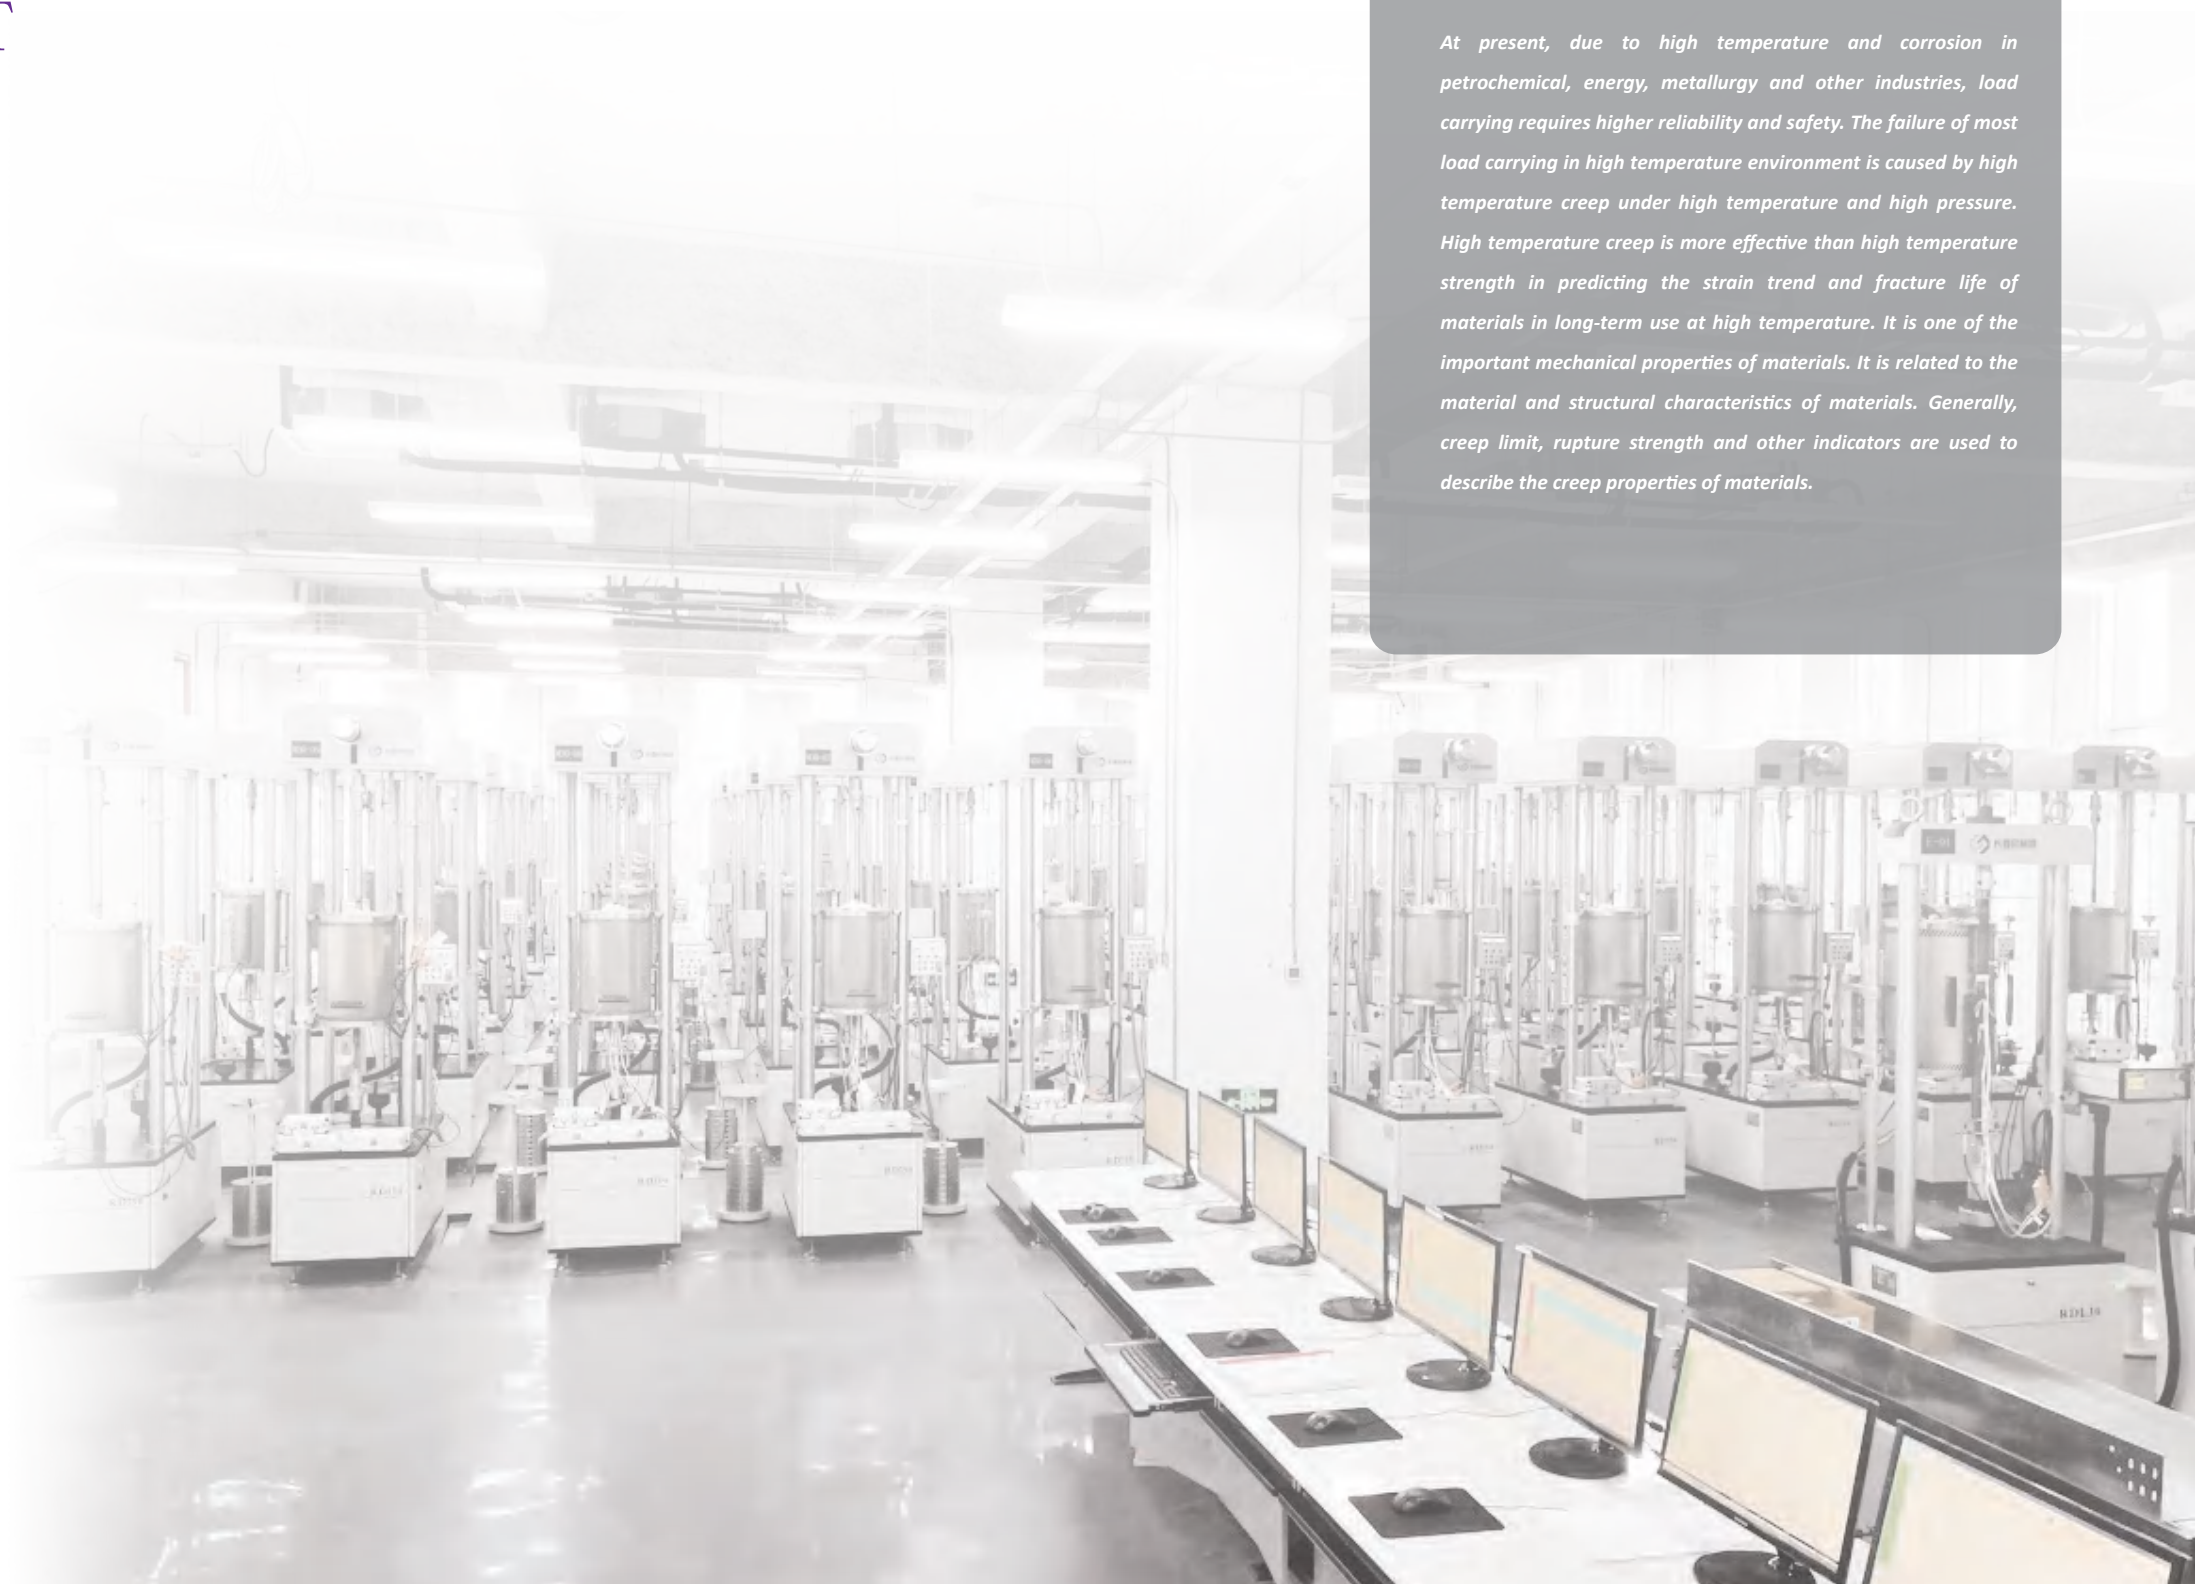 At present, due to high temperature and corrosion in
petrochemical, energy, metallurgy and other industries, load
carrying requires higher reliability and safety. The failure of most
load carrying in high temperature environment is caused by high
temperature creep under high temperature and high pressure.
High temperature creep is more effective than high temperature
strength in predicting the strain trend and fracture life of
materials in long-term use at high temperature. It is one of the
important mechanical properties of materials. It is related to the
material and structural characteristics of materials. Generally,
creep limit, rupture strength and other indicators are used to
describe the creep properties of materials.